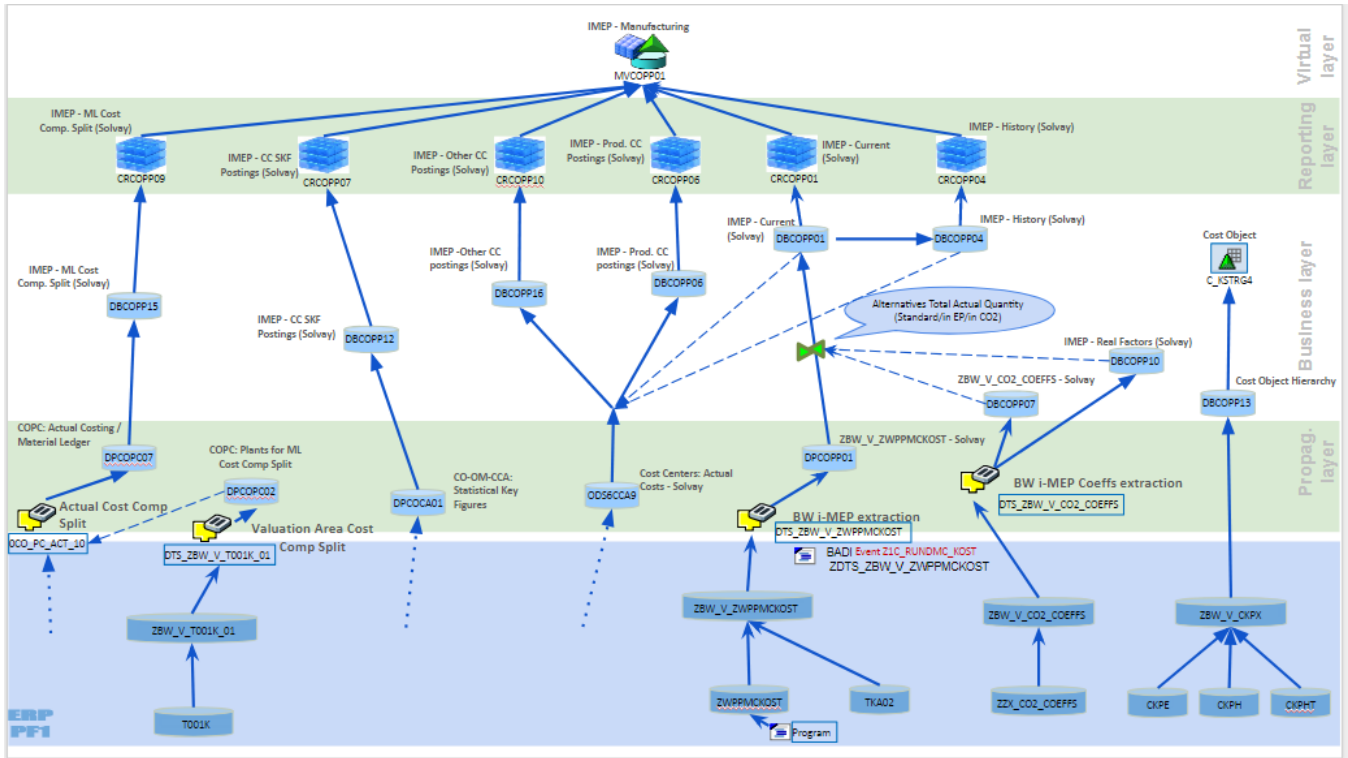 IMEP - Manufacturing
MVCOPP01
Virtual
layer
IMEP - ML Cost
Comp. Split (Solvay)
CRCOPP09
IMEP - CC SKF
Postings (Solvay)
CRCOPP07
IMEP - Other CC
Postings (Solvay)
CRCOPP10
IMEP - Prod. CC
Postings (Solvay)
CRCOPP06
IMEP - Current
(Solvay)
CRCOPP01
IMEP - History (Solvay)
CRCOPP04
Reporting
layer
IMEP - ML Cost
Comp. Split (Solvay)
DBCOPP15
IMEP - CC SKF
Postings (Solvay)
DBCOPP12
IMEP -Other CC
postings (Solvay)
DBCOPP16
IMEP - Prod. CC
postings (Solvay)
DBCOPP06
IMEP - Current
(Solvay)
DBCOPP01
IMEP - History (Solvay)
DBCOPP04
Cost Object
C_KSTRG4
Alternatives Total Actual Quantity
(Standard/in EP/in CO2)
IMEP - Real Factors (Solvay)
DBCOPP10
ZBW_V_CO2_COEFFS - Solvay
DBCOPP07
Cost Object Hierarchy
DBCOPP13
Business layer
COPC: Actual Costing /
Material Ledger
DPCOPC07
COPC: Plants for ML
Cost Comp Split
DPCOPC02
Actual Cost Comp
Split
0CO_PC_ACT_10
Valuation Area Cost
Comp Split
DTS_ZBW_V_T001K_01
DPCOCA01
CO-OM-CCA:
Statistical Key
Figures
ODS6CCA9
Cost Centers: Actual
Costs - Solvay
ZBW_V_ZWPPMCKOST - Solvay
DPCOPP01
BW i-MEP extraction
DTS_ZBW_V_ZWPPMCKOST
BW i-MEP Coeffs extraction
DTS_ZBW_V_CO2_COEFFS
Propag.
layer
BADI Event Z1C_RUNDMC_KOST
ZDTS_ZBW_V_ZWPPMCKOST
ZBW_V_T001K_01
T001K
ZBW_V_ZWPPMCKOST
ZWPPMCKOST
TKA02
Program
ZBW_V_CO2_COEFFS
ZZX_CO2_COEFFS
ZBW_V_CKPX
CKPE
CKPH
CKPHT
ERP
PF1